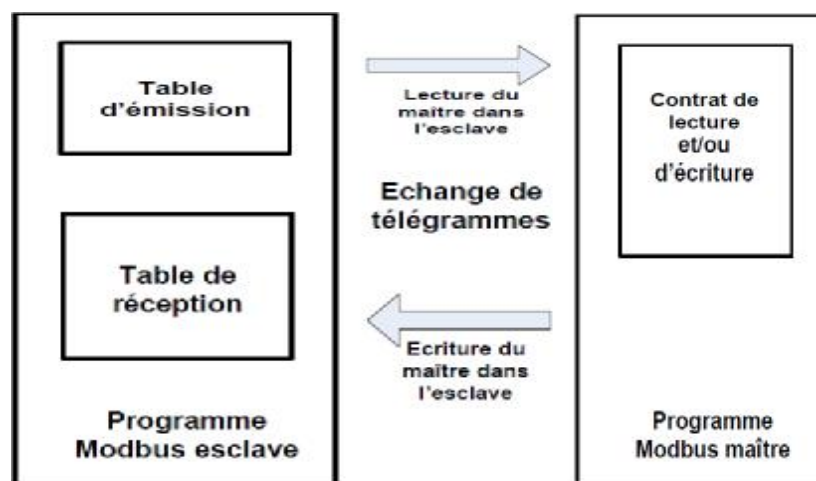 Table
d'émission
Table de
réception
Programme
Modbus esclave
Lecture du
maître dans
l'esclave
Echange de
télégrammes
Ecriture du
maître dans
l'esclave
Contrat de
lecture
et/ou
d'écriture
Programme
Modbus maître